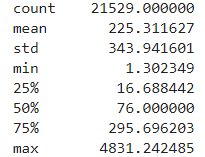 count    21529.000000
mean       225.311627
std        343.941601
min          1.302349
25%         16.688442
50%         76.000000
75%        295.696203
max       4831.242485